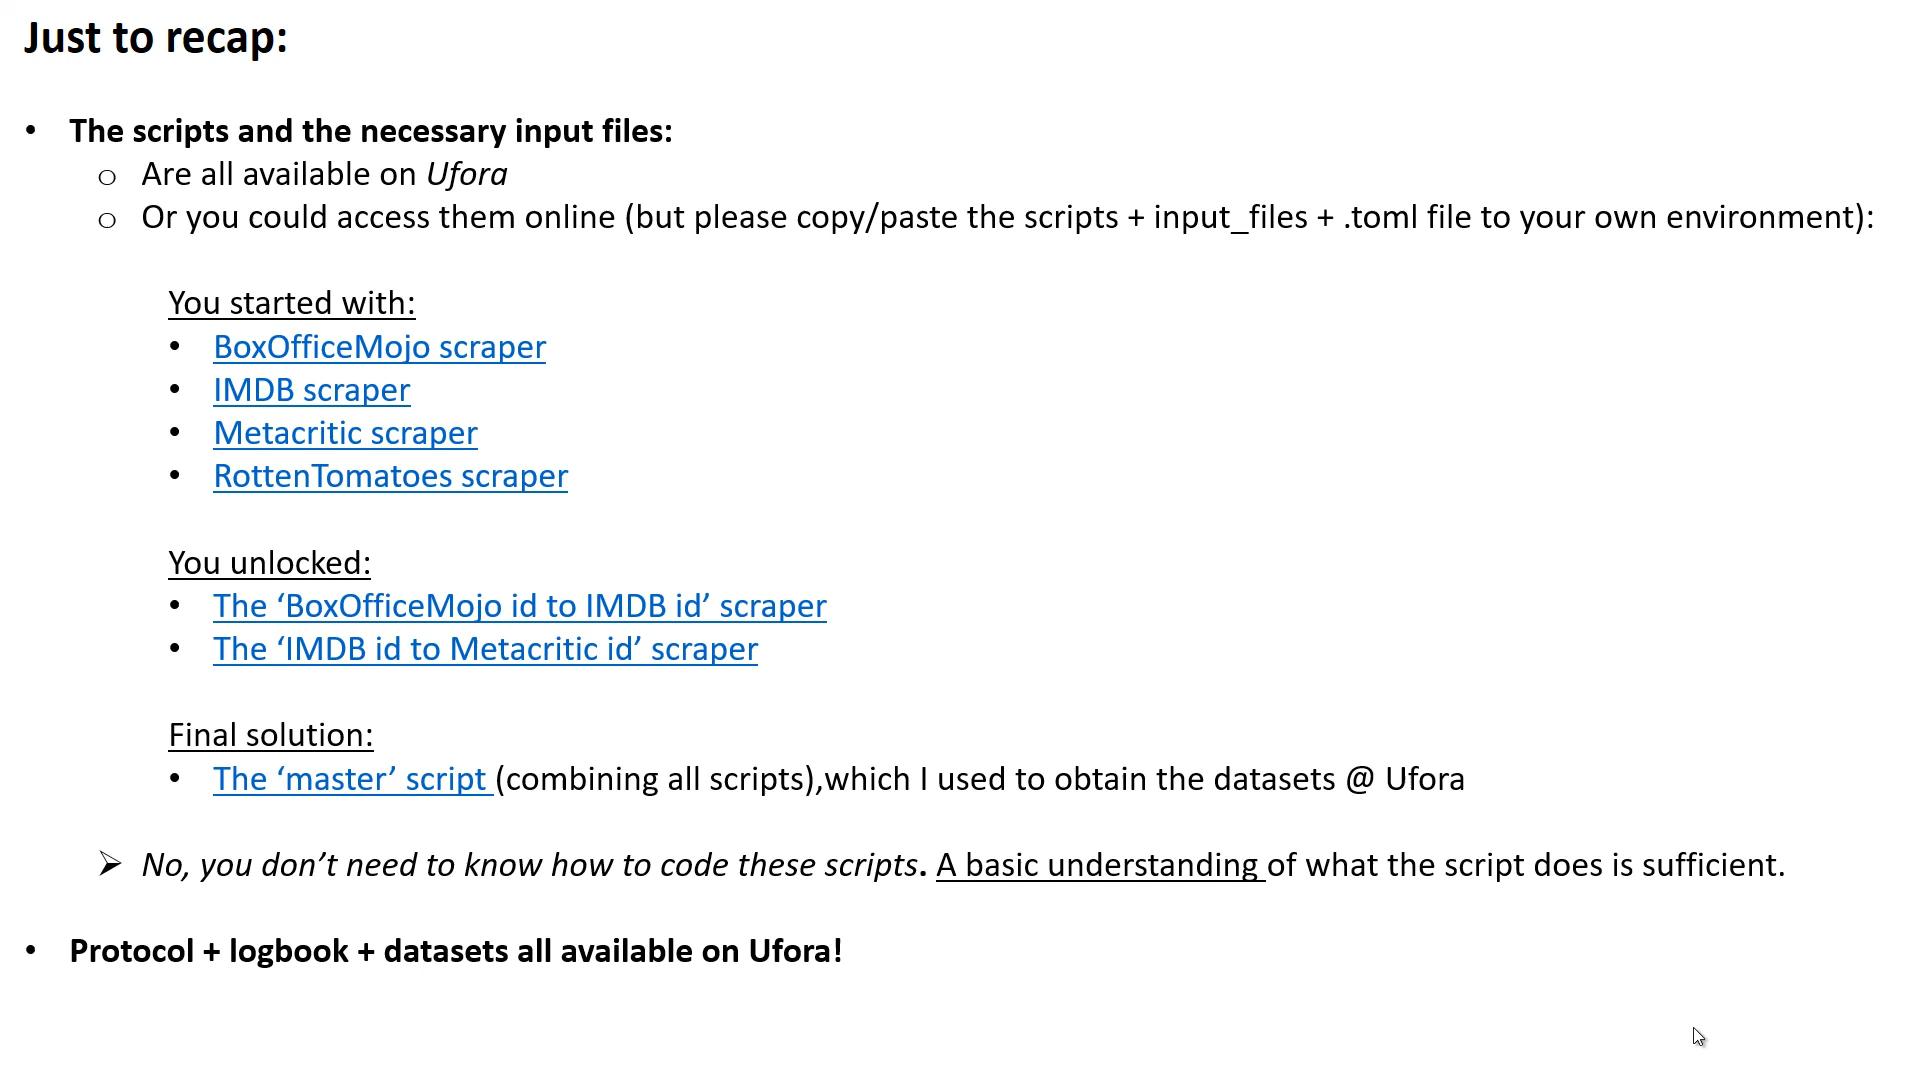 Just to recap:
• The scripts and the necessary input files:
o Are all available on Ufora
o Or you could access them online (but please copy/paste the scripts + input_files + .toml file to your own environment):
You started with:
• BoxOfficeMojo scraper
• IMDB scraper
• Metacritic scraper
• RottenTomatoes scraper
You unlocked:
• The ‘BoxOfficeMojo id to IMDB id’ scraper
• The ‘IMDB id to Metacritic id’ scraper
Final solution:
• The ‘master’ script (combining all scripts),which I used to obtain the datasets @ Ufora
➢ No, you don’t need to know how to code these scripts. A basic understanding of what the script does is sufficient.
• Protocol + logbook + datasets all available on Ufora!